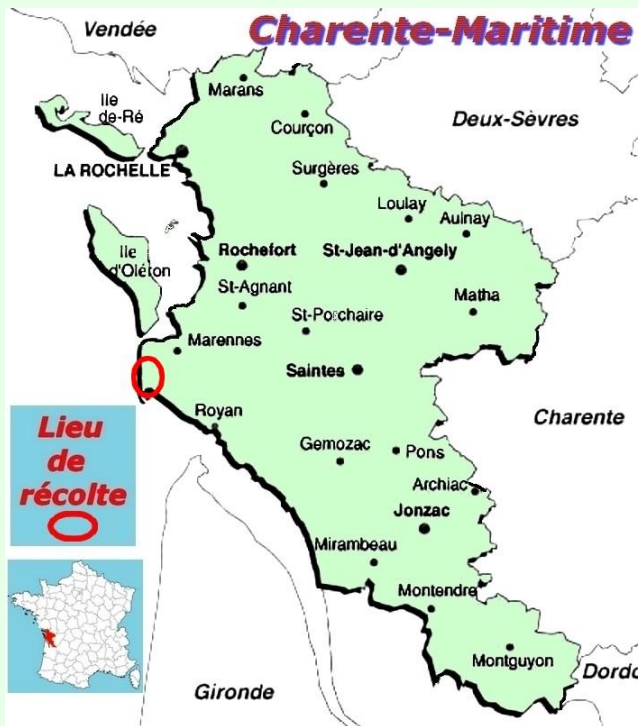 Vendée
Charente-Maritime
Marans
Ile
de-Ré
Courçon
Deux-Sèvres
LA ROCHELLE
Surgères
Loulay
Aulnay
Ile
d'Oléron
Rochefort
St-Jean-d'Angely
St-Agnant
Matha
St-Porchaire
Marennes
Saintes
Lieu
de
récolte
Royan
Charente
Gemozac
Pons
Archiac
Jonzac
Mirambeau
Montendre
Montguyon
Dordo
Gironde